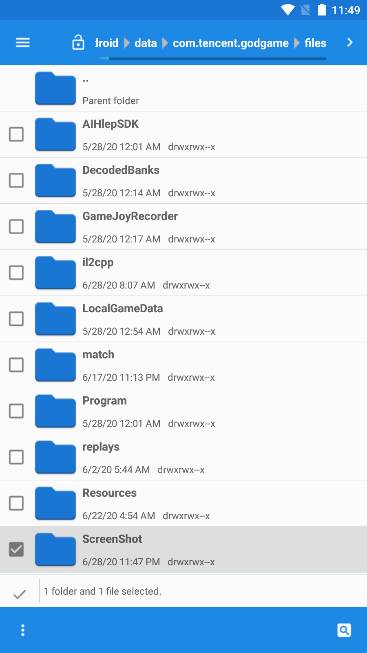 11:49
lroid data com.tencent.godgame files
..
Parent folder
AIHlepSDK
5/28/20 12:01 AM drwxrwx--x
DecodedBanks
5/28/20 12:14 AM drwxrwx--x
GameJoyRecorder
5/28/20 12:17 AM drwxrwx--x
il2cpp
6/28/20 8:07 AM drwxrwx--x
LocalGameData
5/28/20 12:54 AM drwxrwx--x
match
6/17/20 11:13 PM drwxrwx--x
Program
5/28/20 12:01 AM drwxrwx--x
replays
6/2/20 5:44 AM drwxrwx--x
Resources
6/22/20 4:54 AM drwxrwx--x
ScreenShot
6/28/20 11:47 PM drwxrwx--x
1 folder and 1 file selected.